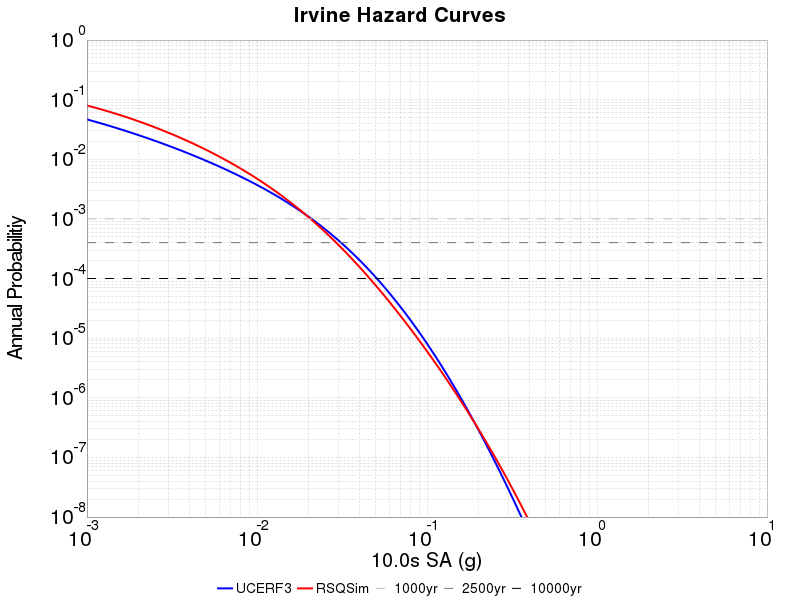 Irvine Hazard Curves
Annual Probability
10^0
10^-1
10^-2
10^-3
10^-4
10^-5
10^-6
10^-7
10^-8
10^-3 10^-2 10^-1 10^0 10^1
10.0s SA (g)
UCERF3 RSQSim 1000yr 2500yr 10000yr